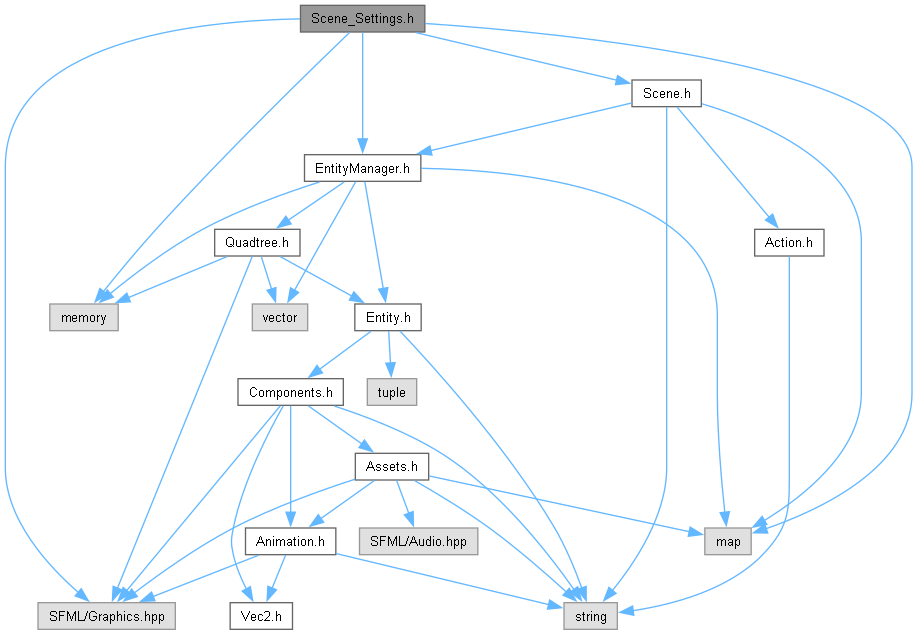 Scene_Settings.h
Scene.h
EntityManager.h
Quadtree.h
Action.h
memory
vector
Entity.h
Components.h
tuple
Assets.h
Animation.h
SFML/Audio.hpp
map
SFML/Graphics.hpp
Vec2.h
string